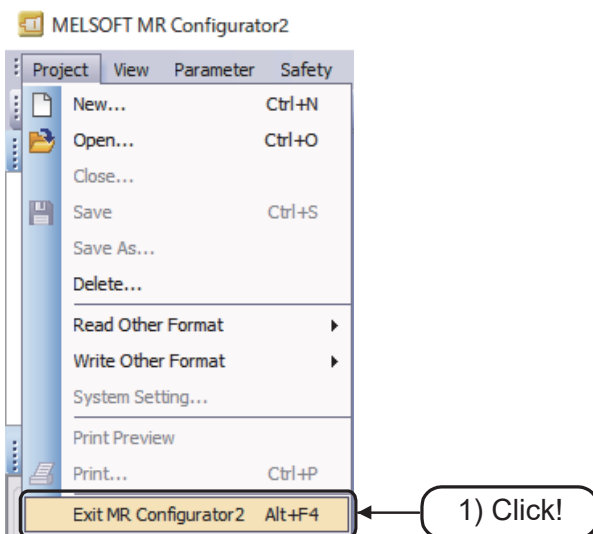 MELSOFT MR Configurator2
Project View Parameter Safety
New... Ctrl+N
Open... Ctrl+O
Close...
Save Ctrl+S
Save As...
Delete...
Read Other Format
Write Other Format
System Setting...
Print Preview
Print... Ctrl+P
Exit MR Configurator2 Alt+F4
1) Click!